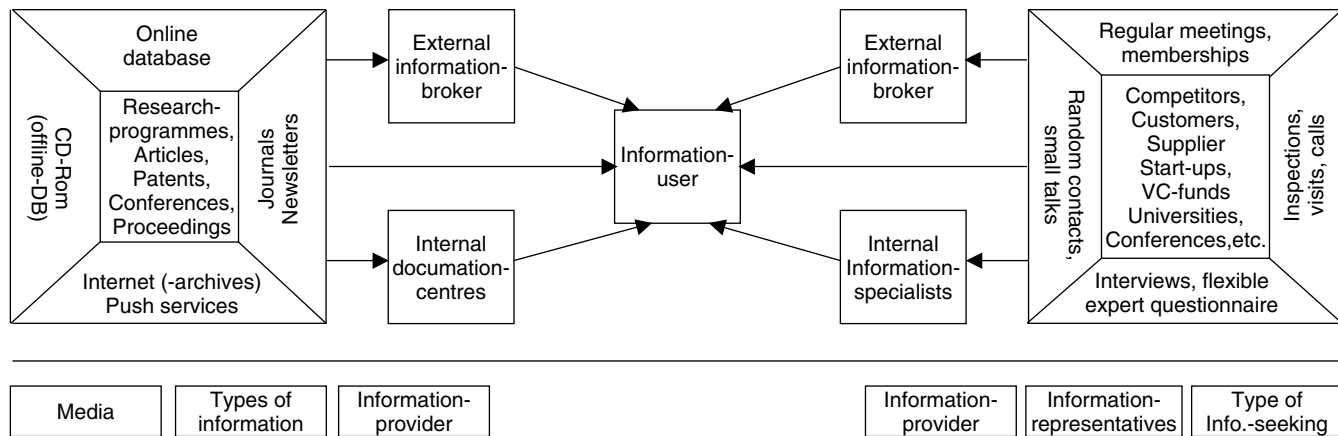 Online
database
CD-Rom
(offline-DB)
Research-
programmes,
Articles,
Patents,
Conferences,
Proceedings
Journals
Newsletters
Internet (-archives)
Push services
External
information-
broker
Internal
documation-
centres
Information-
user
External
information-
broker
Internal
Information-
specialists
Regular meetings,
memberships
Random contacts,
small talks
Competitors,
Customers,
Supplier
Start-ups,
VC-funds
Universities,
Conferences,etc.
Inspections,
visits, calls
Interviews, flexible
expert questionnaire
Media
Types of
information
Information-
provider
Information-
provider
Information-
representatives
Type of
Info.-seeking